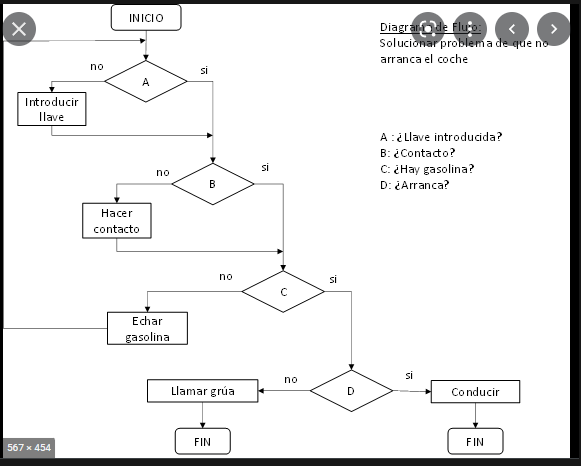 INICIO
Diagrama de Flujo:
Solucionar problema de que no
arranca el coche
no
A
si
Introducir
llave
A : ¿Llave introducida?
B: ¿Contacto?
C: ¿Hay gasolina?
D: ¿Arranca?
no
B
si
Hacer
contacto
no
C
si
Echar
gasolina
no
D
si
Llamar grúa
Conducir
FIN
FIN
567 × 454